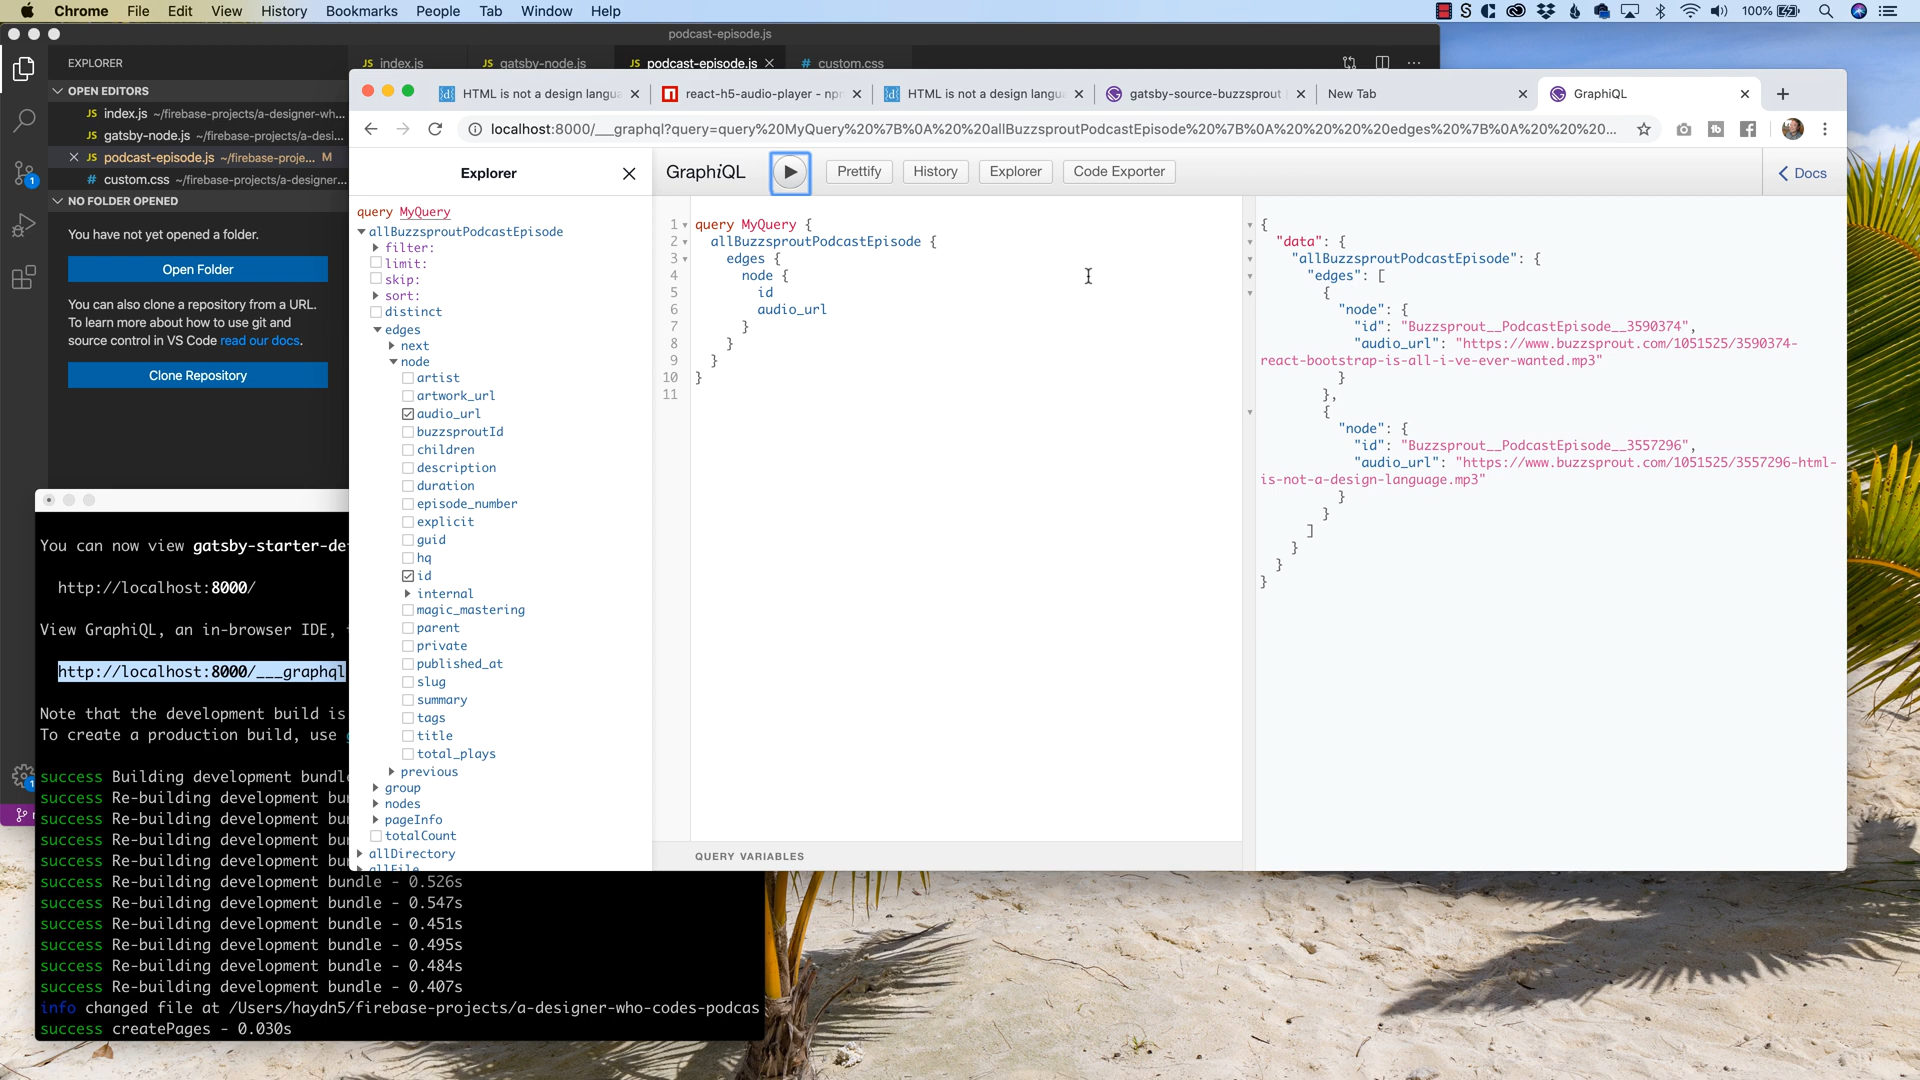 Chrome File Edit View History Bookmarks People Tab Window Help
100%
podcast-episode.js
EXPLORER
JS index.js
JS gatsby-node.js
JS podcast-episode.js
# custom.css
OPEN EDITORS
JS index.js ~/firebase-projects/a-designer-wh...
JS gatsby-node.js ~/firebase-projects/a-desi...
JS podcast-episode.js ~/firebase-proje... M
# custom.css ~/firebase-projects/a-designer...
NO FOLDER OPENED
You have not yet opened a folder.
Open Folder
You can also clone a repository from a URL.
To learn more about how to use git and
source control in VS Code read our docs.
Clone Repository
1
1
HTML is not a design langua
react-h5-audio-player - npm
HTML is not a design langua
gatsby-source-buzzsprout
New Tab
GraphiQL
localhost:8000/___graphql?query=query%20MyQuery%20%7B%0A%20%20allBuzzsproutPodcastEpisode%20%7B%0A%20%20%20%20edges%20%7B%0A%20%20%20...
Explorer
GraphiQL
Prettify
History
Explorer
Code Exporter
Docs
query MyQuery
allBuzzsproutPodcastEpisode
filter:
limit:
skip:
sort:
distinct
edges
next
node
artist
artwork_url
audio_url
buzzsproutId
children
description
duration
episode_number
explicit
guid
hq
id
internal
magic_mastering
parent
private
published_at
slug
summary
tags
title
total_plays
previous
group
nodes
pageInfo
totalCount
allDirectory
allFile
1 query MyQuery {
2 allBuzzsproutPodcastEpisode {
3 edges {
4 node {
5 id
6 audio_url
7 }
8 }
9 }
10 }
11
QUERY VARIABLES
{
"data": {
"allBuzzsproutPodcastEpisode": {
"edges": [
{
"node": {
"id": "Buzzsprout__PodcastEpisode__3590374",
"audio_url": "https://www.buzzsprout.com/1051525/3590374-
react-bootstrap-is-all-i-ve-ever-wanted.mp3"
}
},
{
"node": {
"id": "Buzzsprout__PodcastEpisode__3557296",
"audio_url": "https://www.buzzsprout.com/1051525/3557296-html-
is-not-a-design-language.mp3"
}
}
]
}
}
}
You can now view gatsby-starter-de
http://localhost:8000/
View GraphiQL, an in-browser IDE,
http://localhost:8000/___graphql
Note that the development build is
To create a production build, use
success Building development bundl
success Re-building development bu
success Re-building development bu
success Re-building development bu
success Re-building development bu
success Re-building development bundle - 0.526s
success Re-building development bundle - 0.547s
success Re-building development bundle - 0.451s
success Re-building development bundle - 0.495s
success Re-building development bundle - 0.484s
success Re-building development bundle - 0.407s
info changed file at /Users/haydn5/firebase-projects/a-designer-who-codes-podcas
success createPages - 0.030s